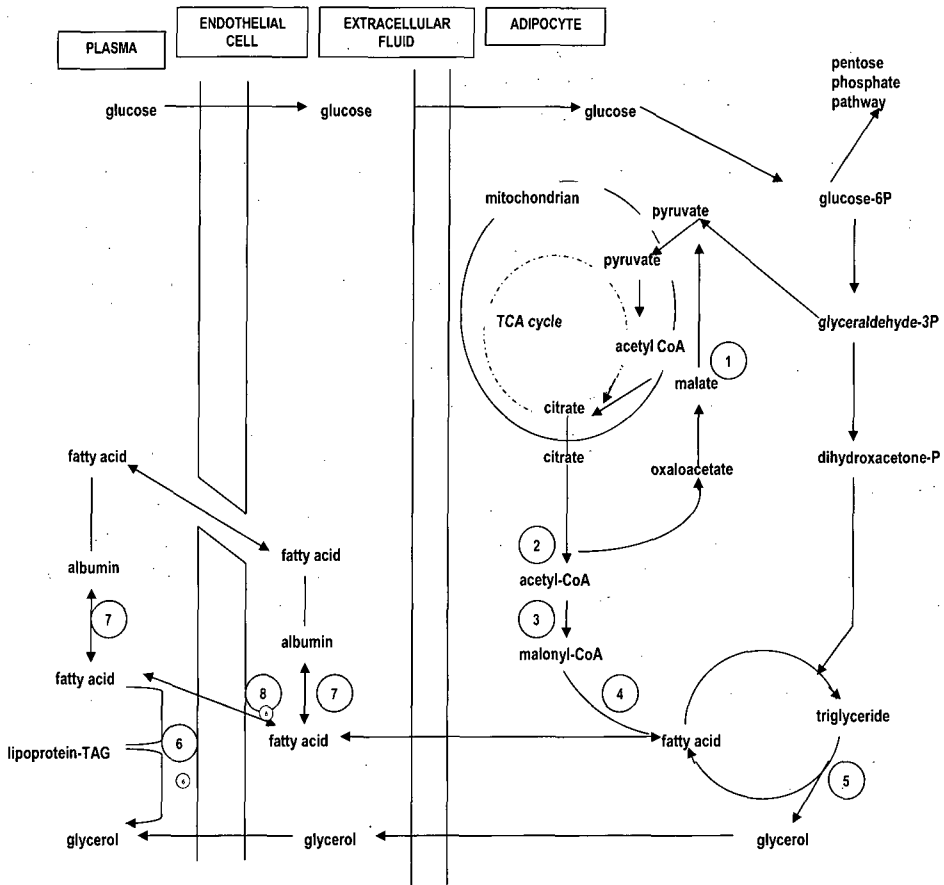 PLASMA
ENDOTHELIAL
CELL
EXTRACELLULAR
FLUID
ADIPOCYTE
pentose
phosphate
pathway
glucose
glucose
glucose
glucose-6P
mitochondrian
pyruvate
pyruvate
TCA cycle
glyceraldehyde-3P
acetyl CoA
1
malate
citrate
citrate
oxaloacetate
dihydroxacetone-P
fatty acid
fatty acid
albumin
2
acetyl-CoA
7
3
albumin
malonyl-CoA
fatty acid
8
6
7
4
triglyceride
fatty acid
fatty acid
lipoprotein-TAG
6
6
5
glycerol
glycerol
glycerol